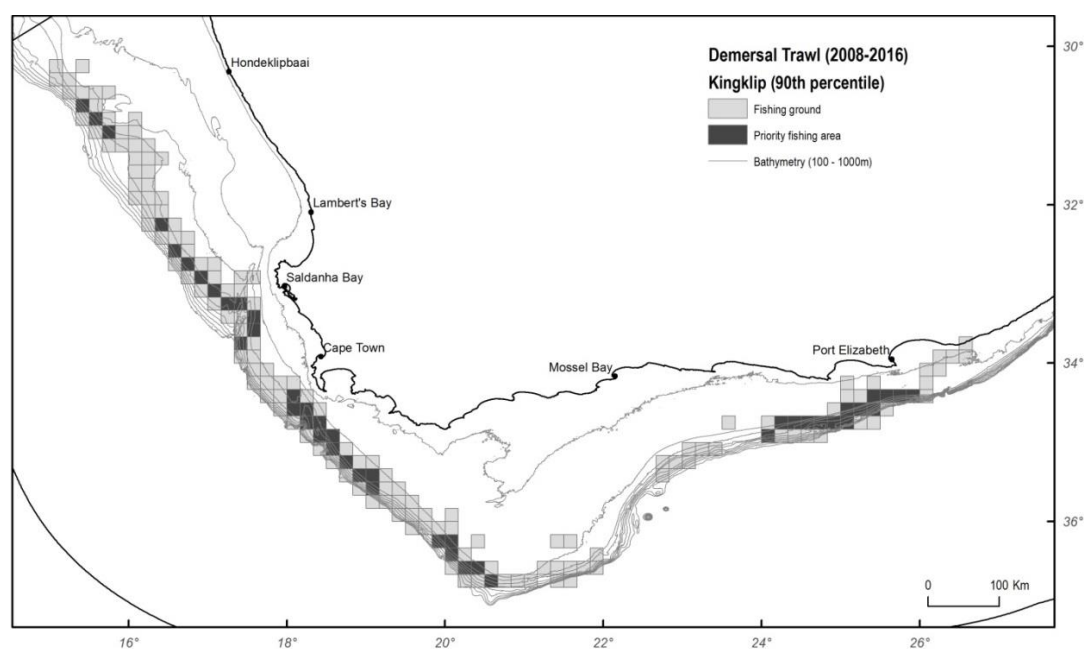 Demersal Trawl (2008-2016)
Kingklip (90th percentile)
Fishing ground
Priority fishing area
Bathymetry (100 - 1000m)
Hondeklipbaai
Lambert's Bay
Saldanha Bay
Cape Town
Mossel Bay
Port Elizabeth
30°
32°
34°
36°
0 100 Km
16° 18° 20° 22° 24° 26°